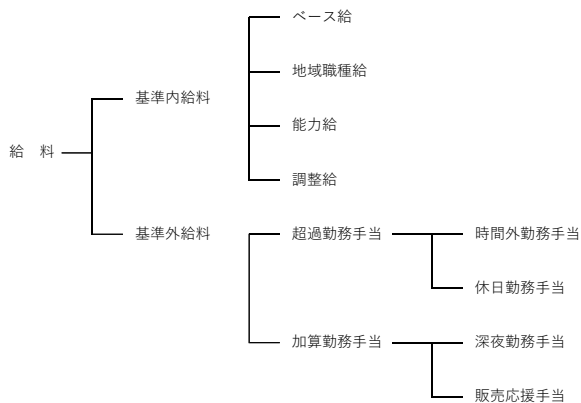 ベース給
地域職種給
基準内給料
能力給
給　料
調整給
基準外給料
超過勤務手当
時間外勤務手当
休日勤務手当
加算勤務手当
深夜勤務手当
販売応援手当